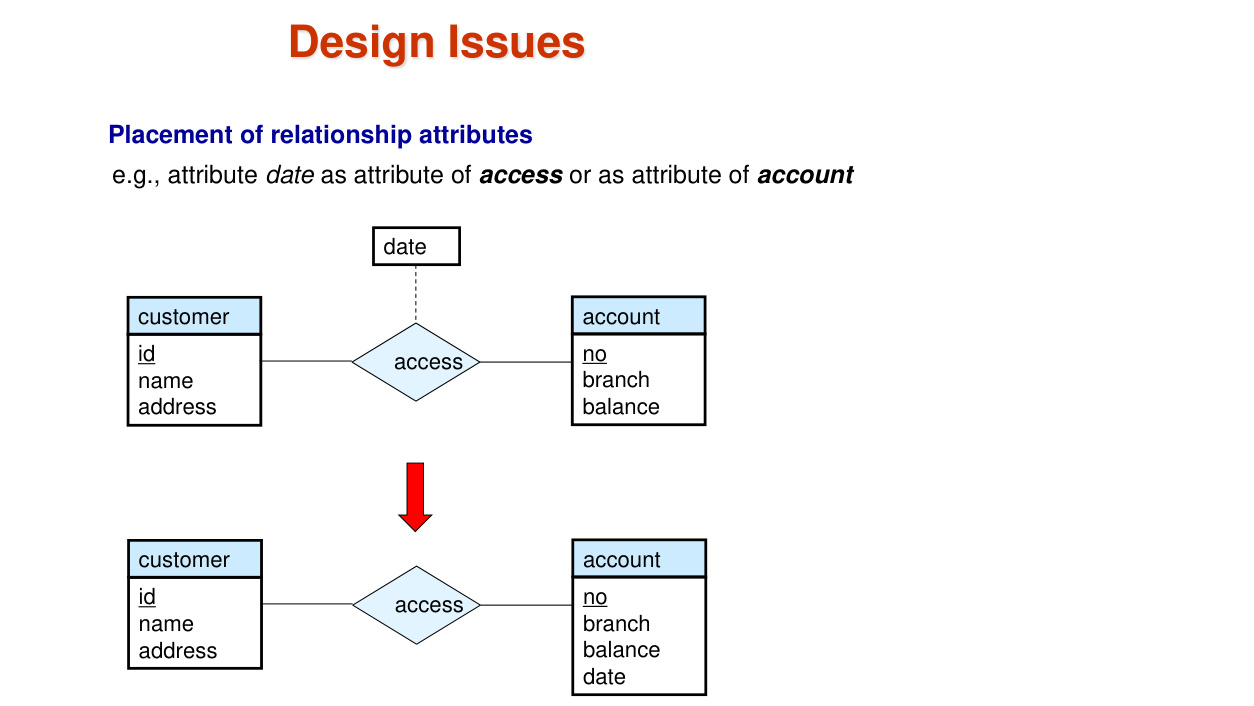 Design Issues
Placement of relationship attributes
e.g., attribute date as attribute of access or as attribute of account
date
customer
id
name
address
access
account
no
branch
balance
customer
id
name
address
access
account
no
branch
balance
date